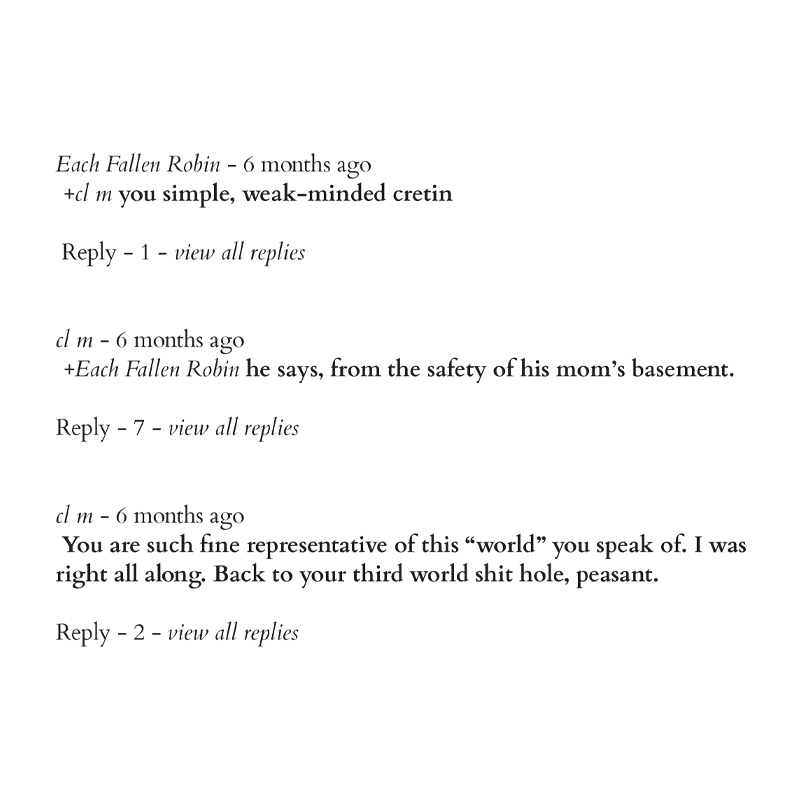 Each Fallen Robin – 6 months ago
+cl m you simple, weak-minded cretin
Reply – 1 – view all replies
cl m – 6 months ago
+Each Fallen Robin he says, from the safety of his mom’s basement.
Reply – 7 – view all replies
cl m – 6 months ago
You are such fine representative of this “world” you speak of. I was
right all along. Back to your third world shit hole, peasant.
Reply – 2 – view all replies